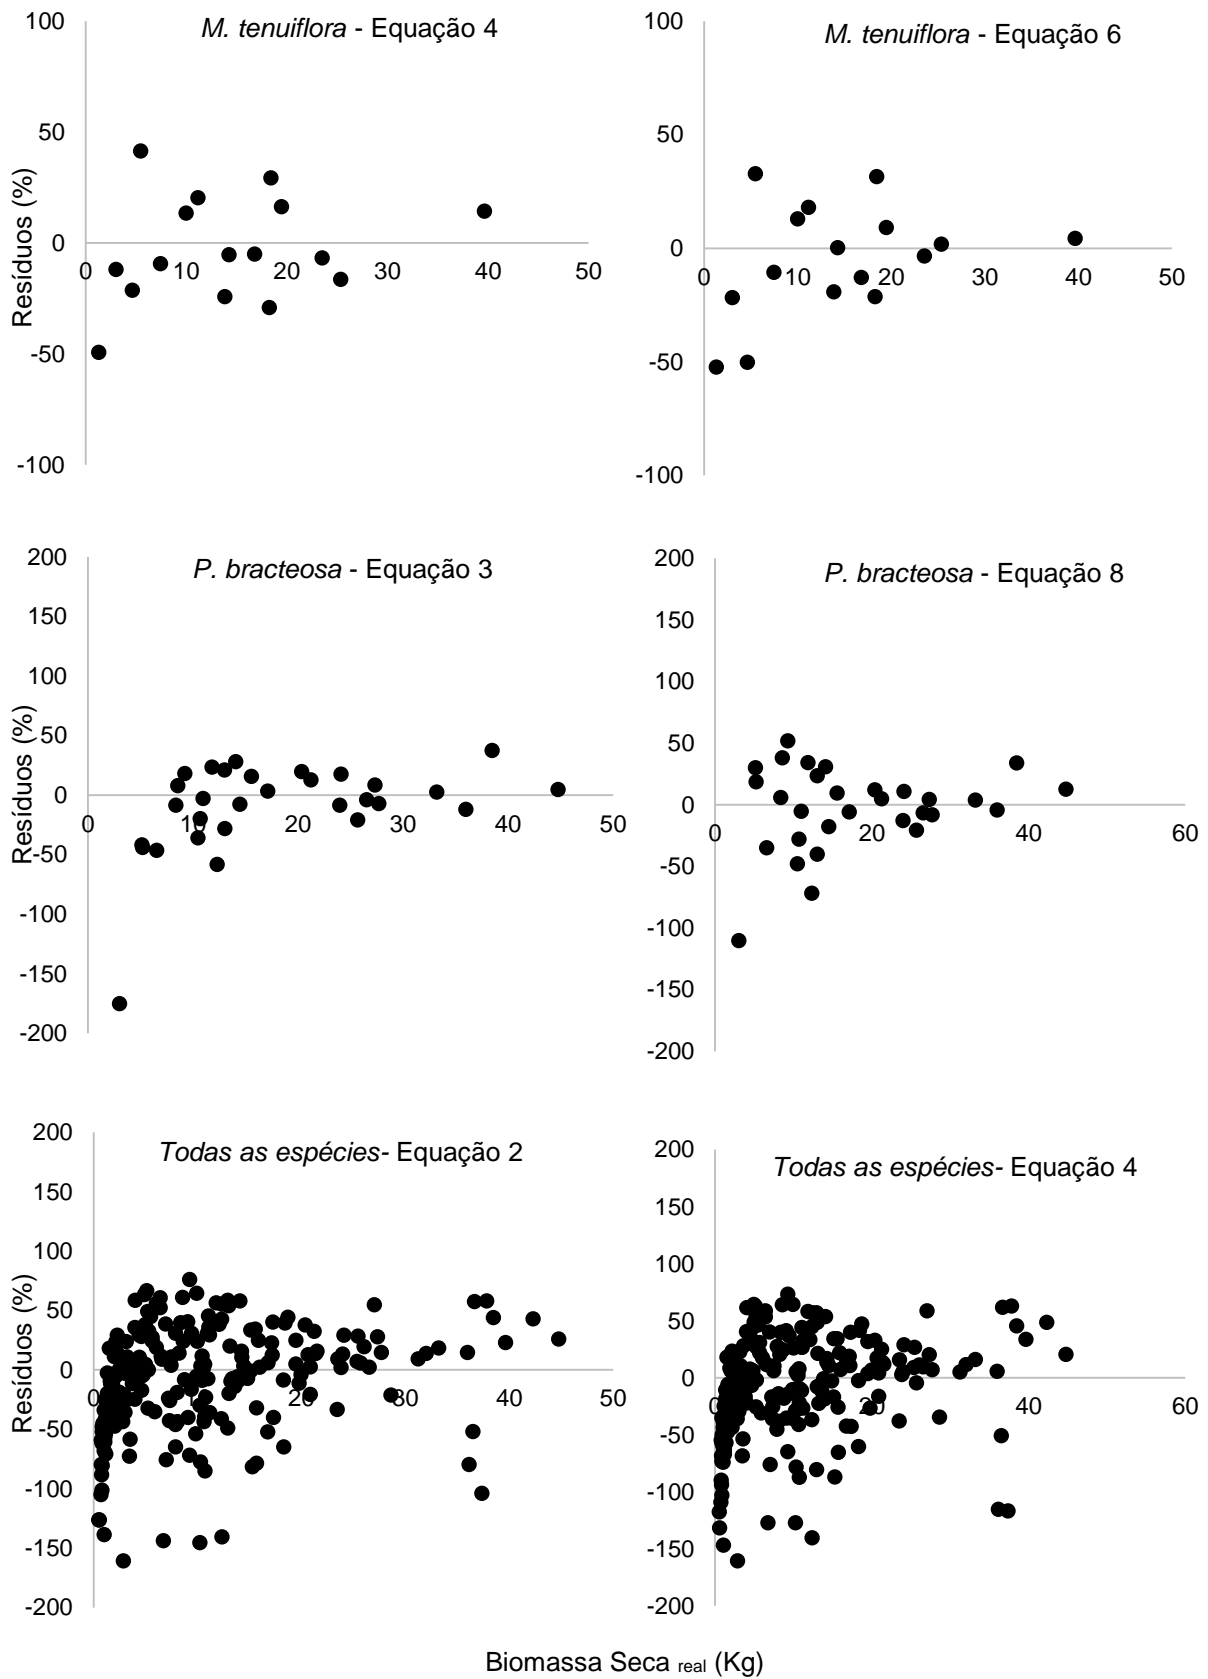 M. tenuiflora - Equação 4
100
50
0
-50
-100
0 10 20 30 40 50
Resíduos (%)
M. tenuiflora - Equação 6
100
50
0
-50
-100
0 10 20 30 40 50
P. bracteosa - Equação 3
200
150
100
50
0
-50
-100
-150
-200
0 10 20 30 40 50
Resíduos (%)
P. bracteosa - Equação 8
200
150
100
50
0
-50
-100
-150
-200
0 20 40 60
Todas as espécies- Equação 2
200
150
100
50
0
-50
-100
-150
-200
0 10 20 30 40 50
Resíduos (%)
Todas as espécies- Equação 4
200
150
100
50
0
-50
-100
-150
-200
0 20 40 60
Biomassa Seca real (Kg)